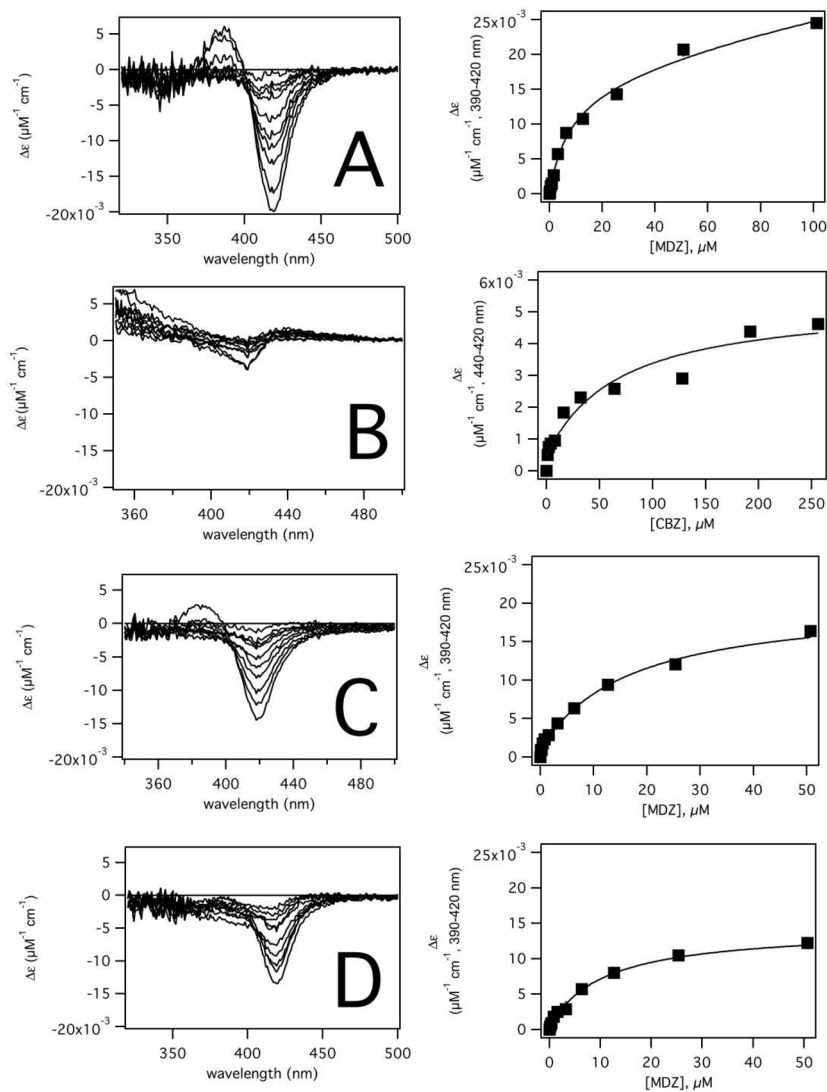 5
0
-5
-10
-15
-20x10⁻³
Δε (µM⁻¹ cm⁻¹)
A
350 400 450 500
wavelength (nm)
25x10⁻³
20
15
10
5
0
Δε
(µM⁻¹ cm⁻¹, 390-420 nm)
0 20 40 60 80 100
[MDZ], µM
5
0
-5
-10
-15
-20x10⁻³
Δε (µM⁻¹ cm⁻¹)
B
360 400 440 480
wavelength (nm)
6x10⁻³
5
4
3
2
1
0
Δε
(µM⁻¹ cm⁻¹, 440-420 nm)
0 50 100 150 200 250
[CBZ], µM
5
0
-5
-10
-15
-20x10⁻³
Δε (µM⁻¹ cm⁻¹)
C
360 400 440 480
wavelength (nm)
25x10⁻³
20
15
10
5
0
Δε
(µM⁻¹ cm⁻¹, 390-420 nm)
0 10 20 30 40 50
[MDZ], µM
5
0
-5
-10
-15
-20x10⁻³
Δε (µM⁻¹ cm⁻¹)
D
350 400 450 500
wavelength (nm)
25x10⁻³
20
15
10
5
0
Δε
(µM⁻¹ cm⁻¹, 390-420 nm)
0 10 20 30 40 50
[MDZ], µM